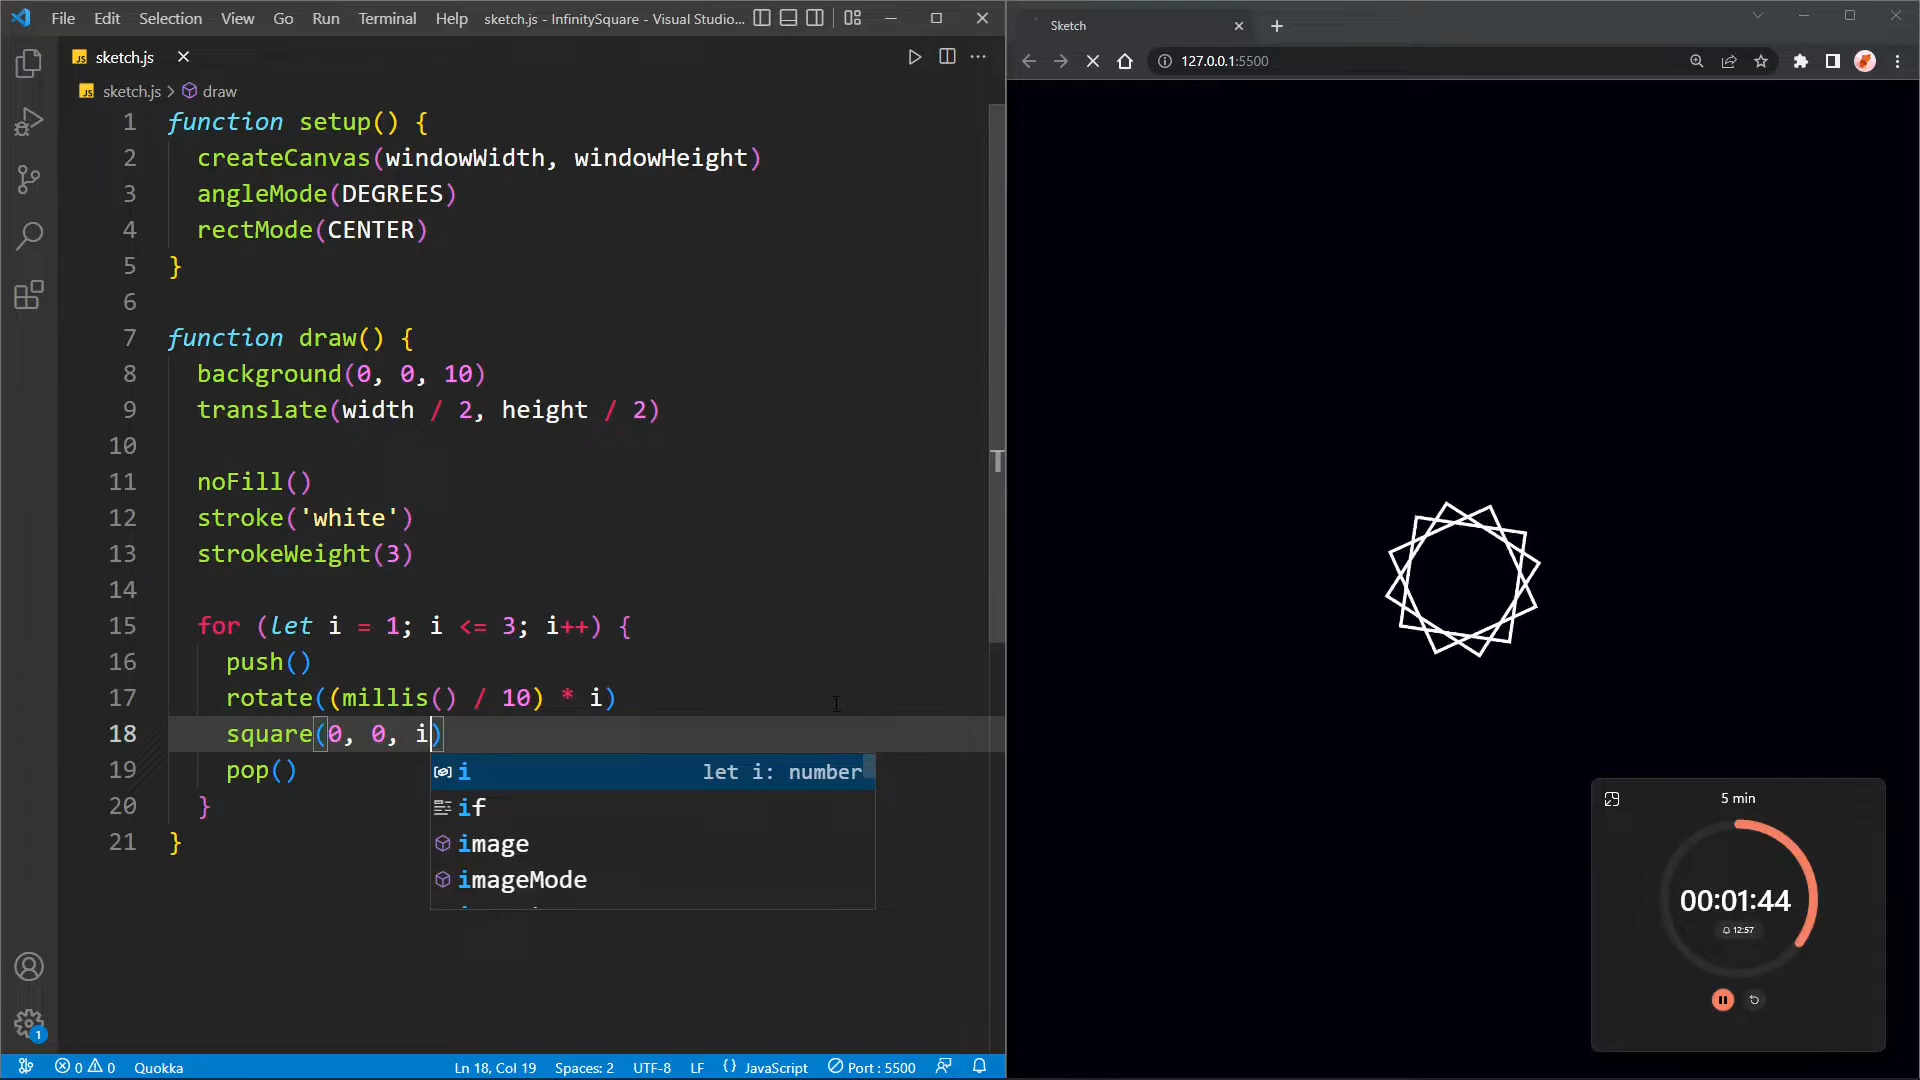 File Edit Selection View Go Run Terminal Help sketch.js - InfinitySquare - Visual Studio...
sketch.js
sketch.js > draw
1 function setup() {
2 createCanvas(windowWidth, windowHeight)
3 angleMode(DEGREES)
4 rectMode(CENTER)
5 }
6
7 function draw() {
8 background(0, 0, 10)
9 translate(width / 2, height / 2)
10
11 noFill()
12 stroke('white')
13 strokeWeight(3)
14
15 for (let i = 1; i <= 3; i++) {
16 push()
17 rotate((millis() / 10) * i)
18 square(0, 0, i)
19 pop()
20 }
21 }
i let i: number
if
image
imageMode
1
0 0 Quokka Ln 18, Col 19 Spaces: 2 UTF-8 LF {} JavaScript Port : 5500
Sketch
127.0.0.1:5500
5 min
00:01:44
12:57